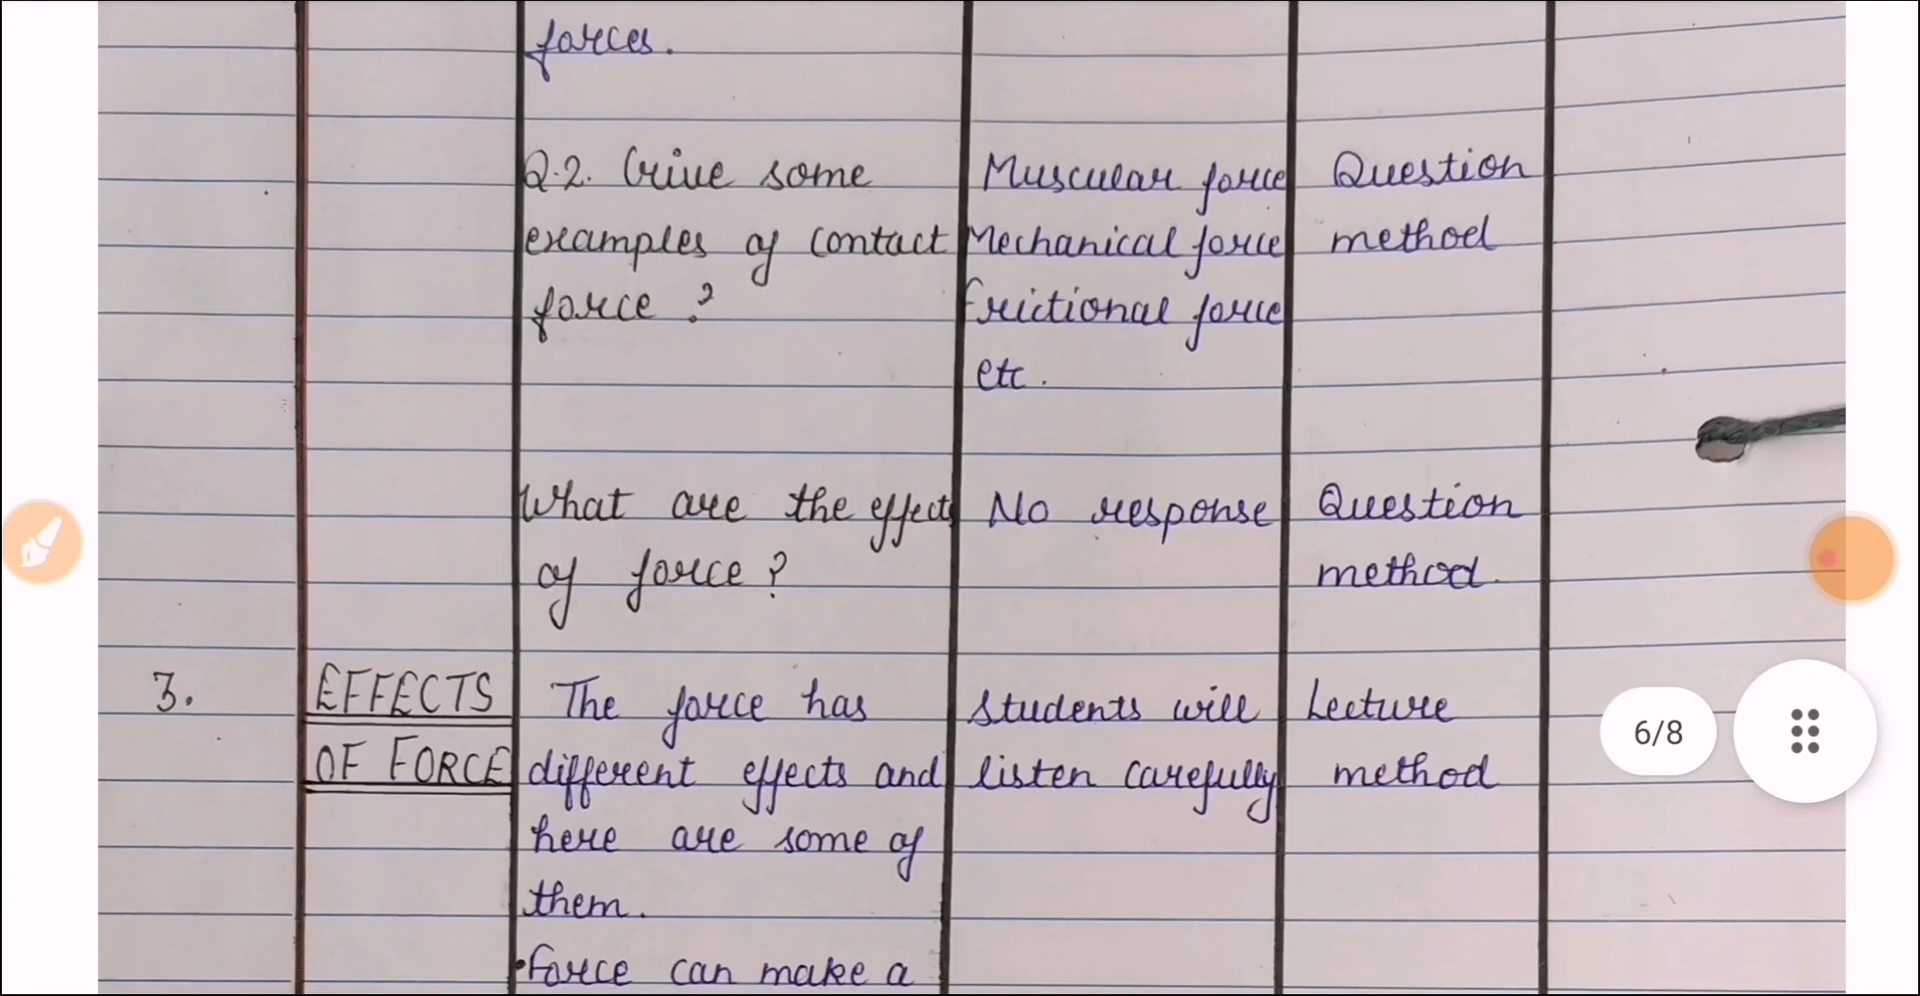 forces.
Q.2. Give some
examples of contact
force ?
Muscular force
Mechanical force
frictional force
etc.
Question
method
What are the effects
of force ?
No response
Question
method.
3.
EFFECTS
OF FORCE
The force has
different effects and
here are some of
them.
• Force can make a
Students will
listen carefully
Lecture
method
6/8